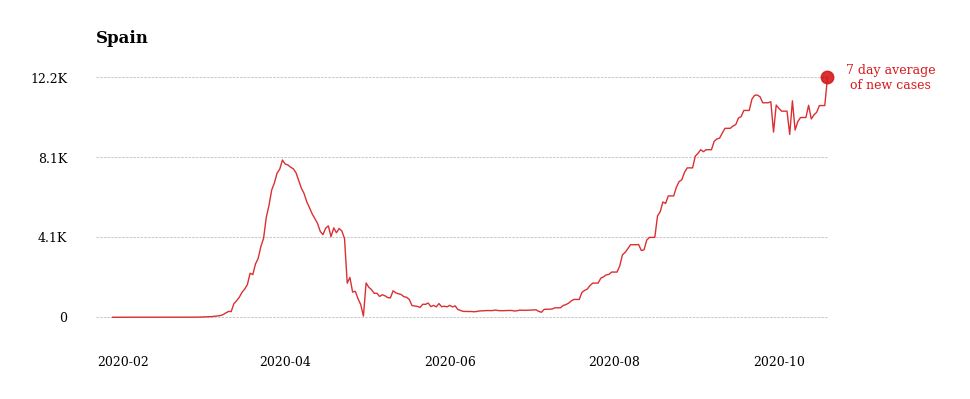 Spain
12.2K
7 day average
of new cases
8.1K
4.1K
0
2020-02
2020-04
2020-06
2020-08
2020-10